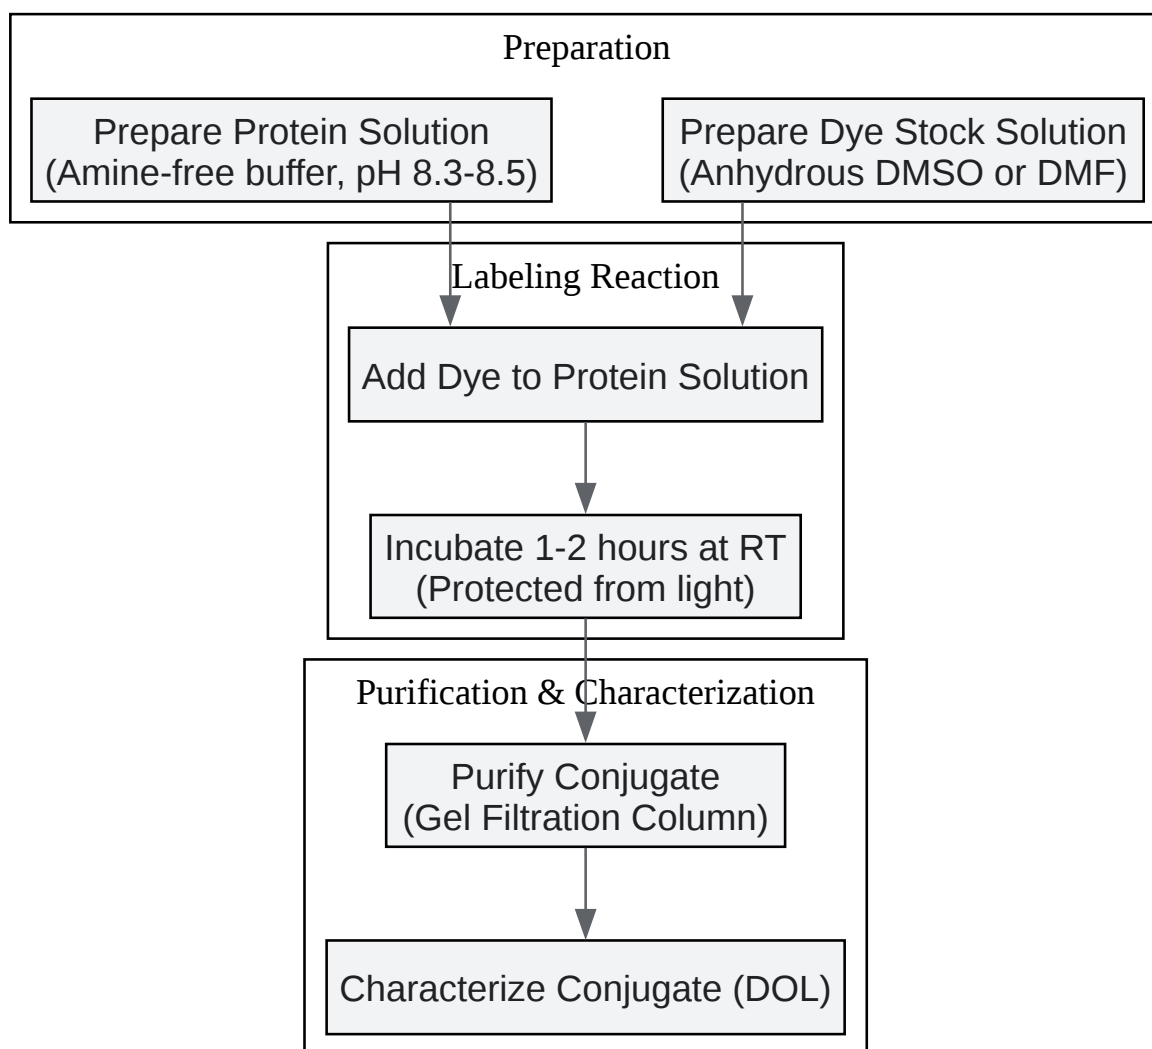 Preparation
Prepare Protein Solution
(Amine-free buffer, pH 8.3-8.5)
Prepare Dye Stock Solution
(Anhydrous DMSO or DMF)
Labeling Reaction
Add Dye to Protein Solution
Incubate 1-2 hours at RT
(Protected from light)
Purification & Characterization
Purify Conjugate
(Gel Filtration Column)
Characterize Conjugate (DOL)